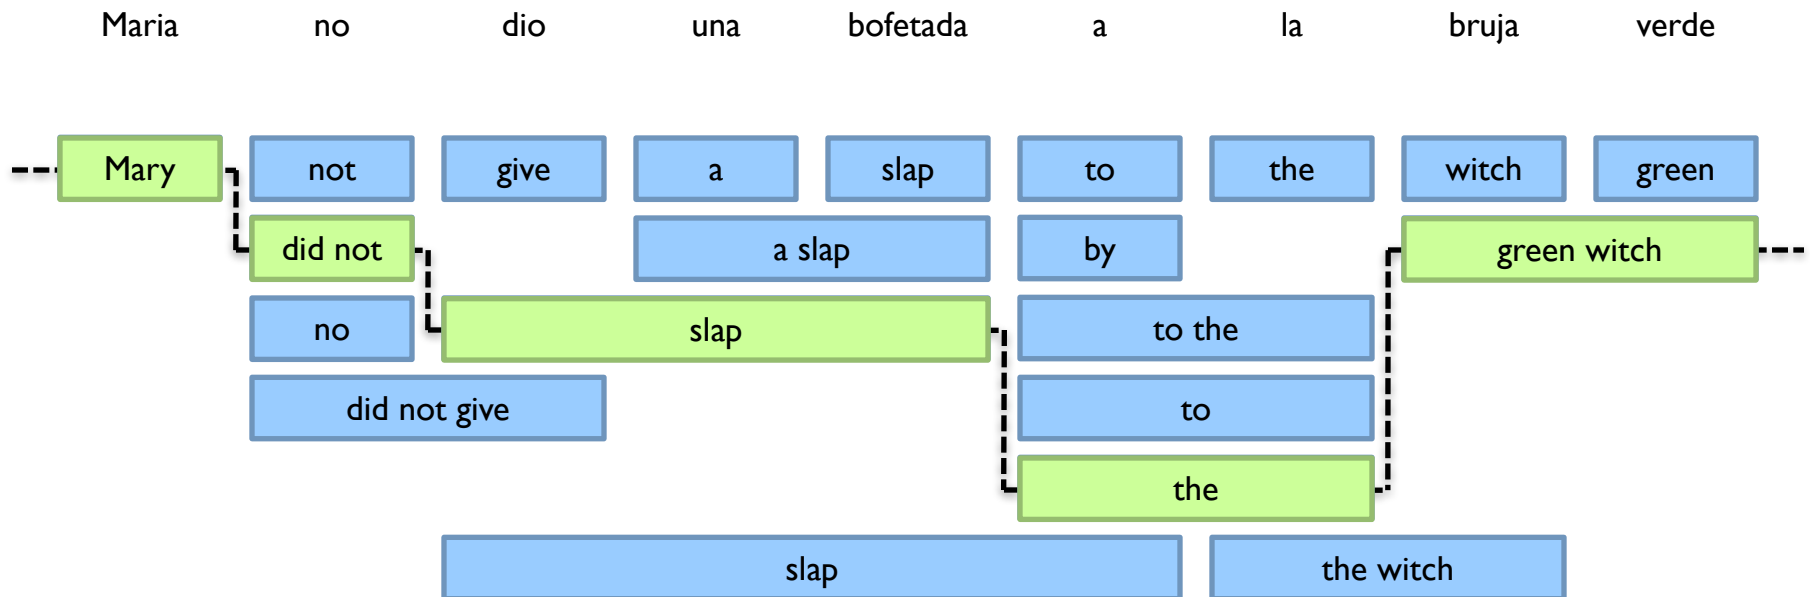 Maria no dio una bofetada a la bruja verde
Mary not give a slap to the witch green
did not a slap by green witch
no slap to the
did not give to
the
slap the witch